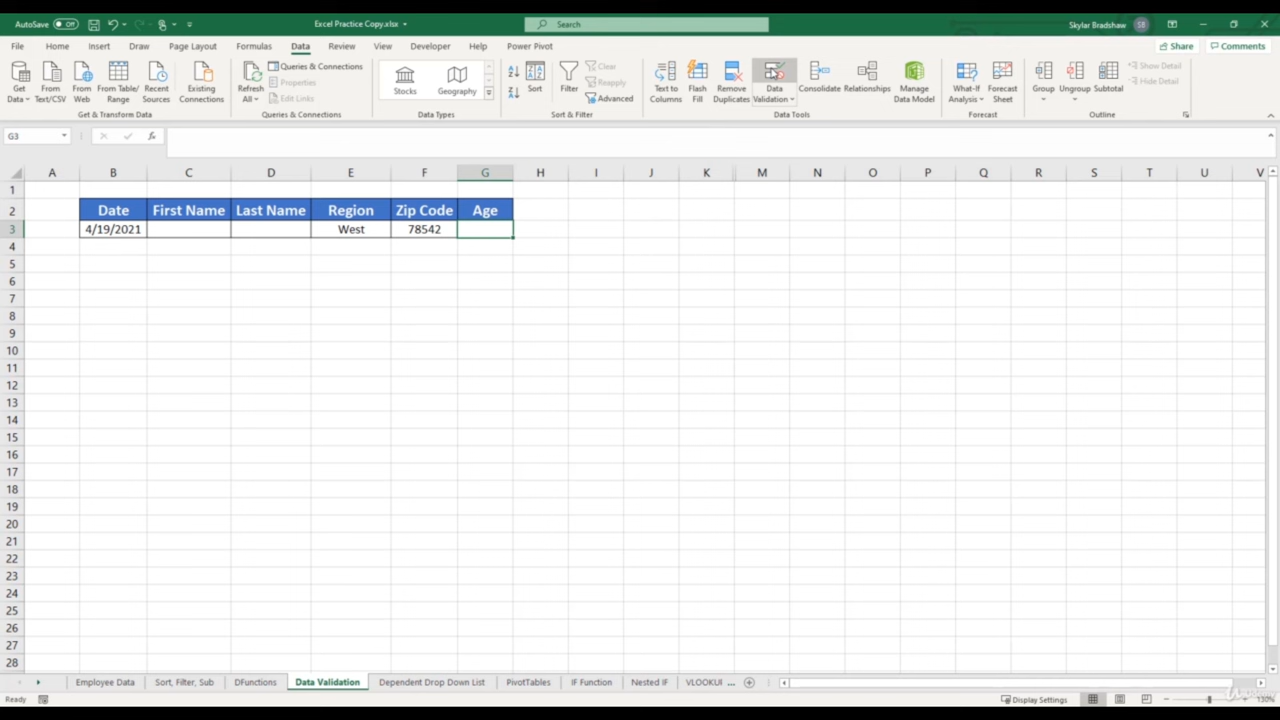 AutoSave Off Excel Practice Copy.xlsx Search Skylar Bradshaw SB
File Home Insert Draw Page Layout Formulas Data Review View Developer Help Power Pivot Share Comments
Get Data From Text/CSV From Web From Table/ Range Recent Sources Existing Connections
Get & Transform Data
Refresh All Queries & Connections Properties Edit Links
Queries & Connections
Stocks Geography
Data Types
Sort Filter Clear Reapply Advanced
Sort & Filter
Text to Columns Flash Fill Remove Duplicates Data Validation Consolidate Relationships Manage Data Model
Data Tools
What-If Analysis Forecast Sheet
Forecast
Group Ungroup Subtotal Show Detail Hide Detail
Outline
G3 fx
A B C D E F G H I J K M N O P Q R S T U V
1
2 Date First Name Last Name Region Zip Code Age
3 4/19/2021 West 78542
4
5
6
7
8
9
10
11
12
13
14
15
16
17
18
19
20
21
22
23
24
25
26
27
28
Employee Data Sort, Filter, Sub DFunctions Data Validation Dependent Drop Down List PivotTables IF Function Nested IF VLOOKUI ...
Ready Display Settings 130%